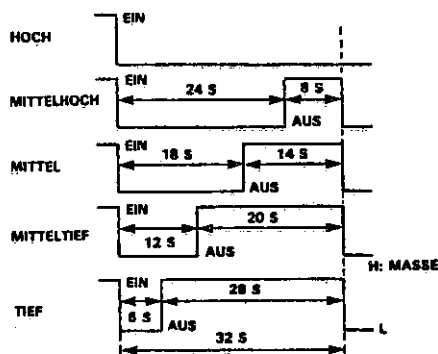 EIN
HOCH
EIN
24 S 8 S
MITTELHOCH
AUS
EIN
18 S 14 S
MITTEL
AUS
EIN
20 S
12 S
MITTELTIEF
AUS
H: MASSE
EIN
28 S
6 S
TIEF
AUS
L
32 S